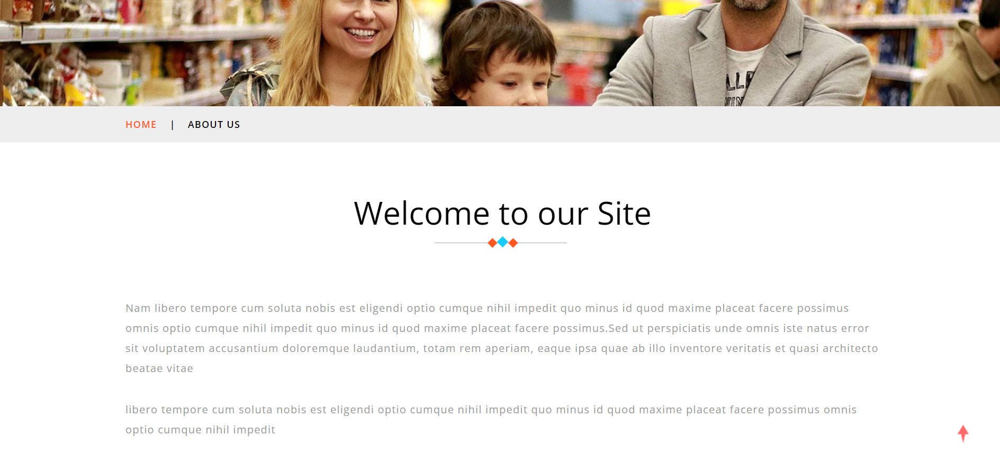 HOME | ABOUT US
Welcome to our Site
Nam libero tempore cum soluta nobis est eligendi optio cumque nihil impedit quo minus id quod maxime placeat facere possimus
omnis optio cumque nihil impedit quo minus id quod maxime placeat facere possimus.Sed ut perspiciatis unde omnis iste natus error
sit voluptatem accusantium doloremque laudantium, totam rem aperiam, eaque ipsa quae ab illo inventore veritatis et quasi architecto
beatae vitae
libero tempore cum soluta nobis est eligendi optio cumque nihil impedit quo minus id quod maxime placeat facere possimus omnis
optio cumque nihil impedit